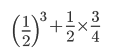 (1/2)³ + 1/2 × 3/4